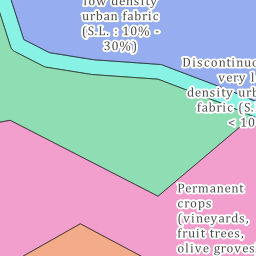 low density
urban fabric
(S.L. : 10% -
30%)
Discontinuo
very l
density urb
fabric (S.
< 10
Permanent
crops
(vineyards,
fruit trees,
olive groves